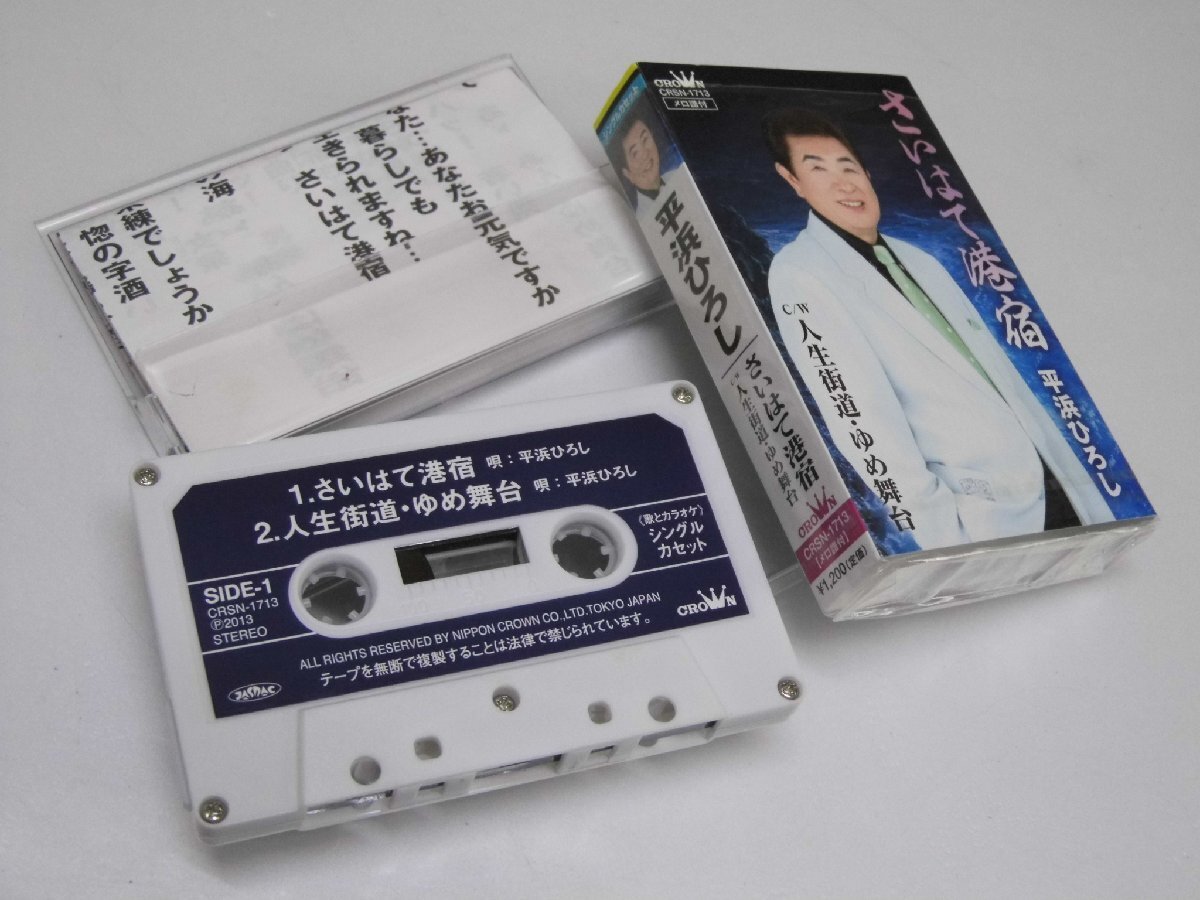 なた…あなたお元気ですか
暮らしでも
きられますね…
さいはて港宿
海
練でしょうか
惚の字酒
CROWN
CRSN-1713
メロ譜付
さいはて港宿
平浜ひろし
C/W 人生街道・ゆめ舞台
平浜ひろし
さいはて港宿
C/W 人生街道・ゆめ舞台
CROWN
CRSN-1713
[メロ譜付]
¥1,200(定価)
1.さいはて港宿 唄:平浜ひろし
2.人生街道・ゆめ舞台 唄:平浜ひろし
《歌とカラオケ》
シングル
カセット
SIDE-1
CRSN-1713
Ⓟ2013
STEREO
CROWN
ALL RIGHTS RESERVED BY NIPPON CROWN CO.,LTD.TOKYO JAPAN
テープを無断で複製することは法律で禁じられています。
JASRAC